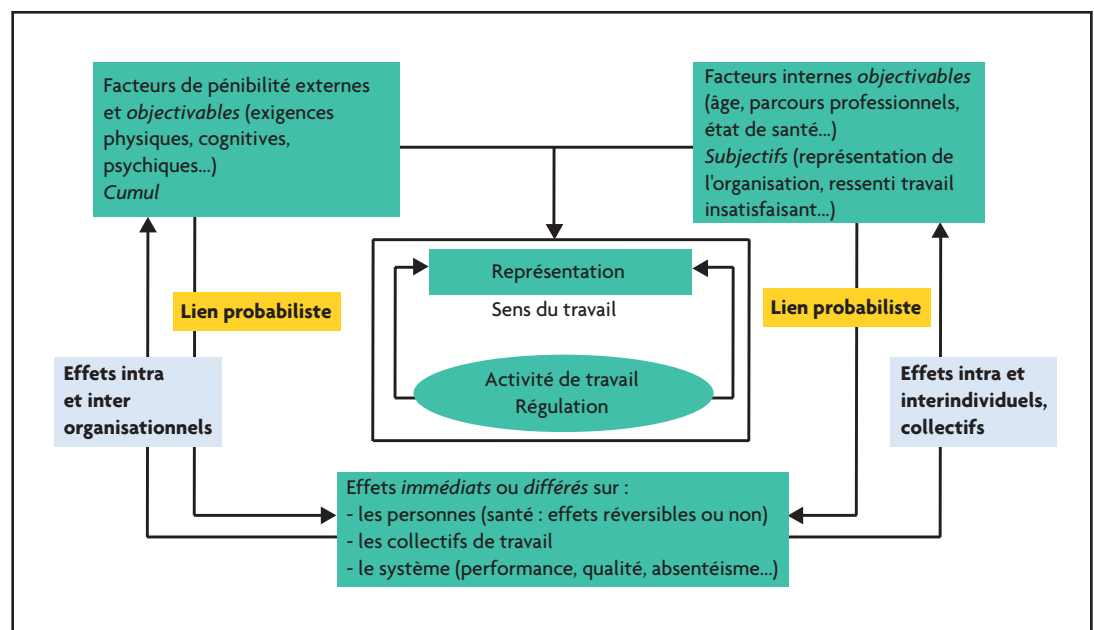 Facteurs de pénibilité externes
et objectivables (exigences
physiques, cognitives,
psychiques...)
Cumul
Facteurs internes objectivables
(âge, parcours professionnels,
état de santé...)
Subjectifs (représentation de
l'organisation, ressenti travail
insatisfaisant...)
Représentation
Sens du travail
Activité de travail
Régulation
Lien probabiliste
Lien probabiliste
Effets intra
et inter
organisationnels
Effets intra et
interindividuels,
collectifs
Effets immédiats ou différés sur :
- les personnes (santé : effets réversibles ou non)
- les collectifs de travail
- le système (performance, qualité, absentéisme...)